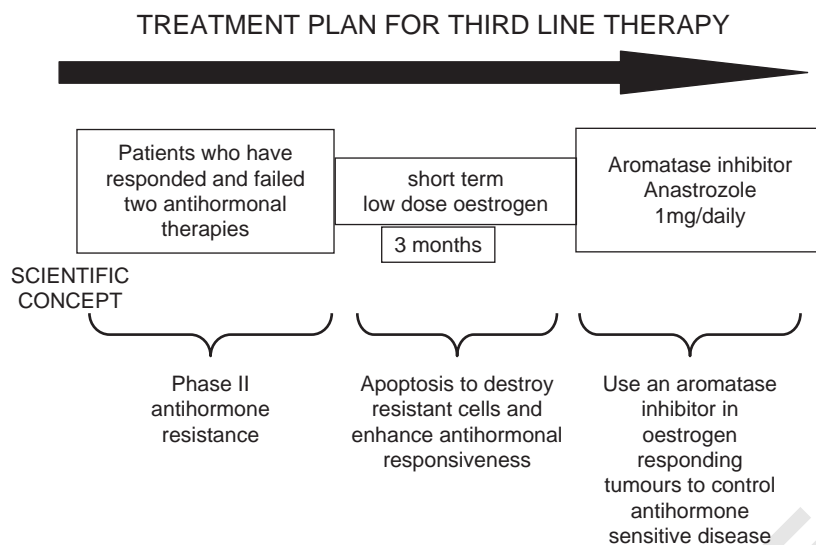 TREATMENT PLAN FOR THIRD LINE THERAPY
Patients who have
responded and failed
two antihormonal
therapies
short term
low dose oestrogen
3 months
Aromatase inhibitor
Anastrozole
1mg/daily
SCIENTIFIC
CONCEPT
Phase II
antihormone
resistance
Apoptosis to destroy
resistant cells and
enhance antihormonal
responsiveness
Use an aromatase
inhibitor in
oestrogen
responding
tumours to control
antihormone
sensitive disease